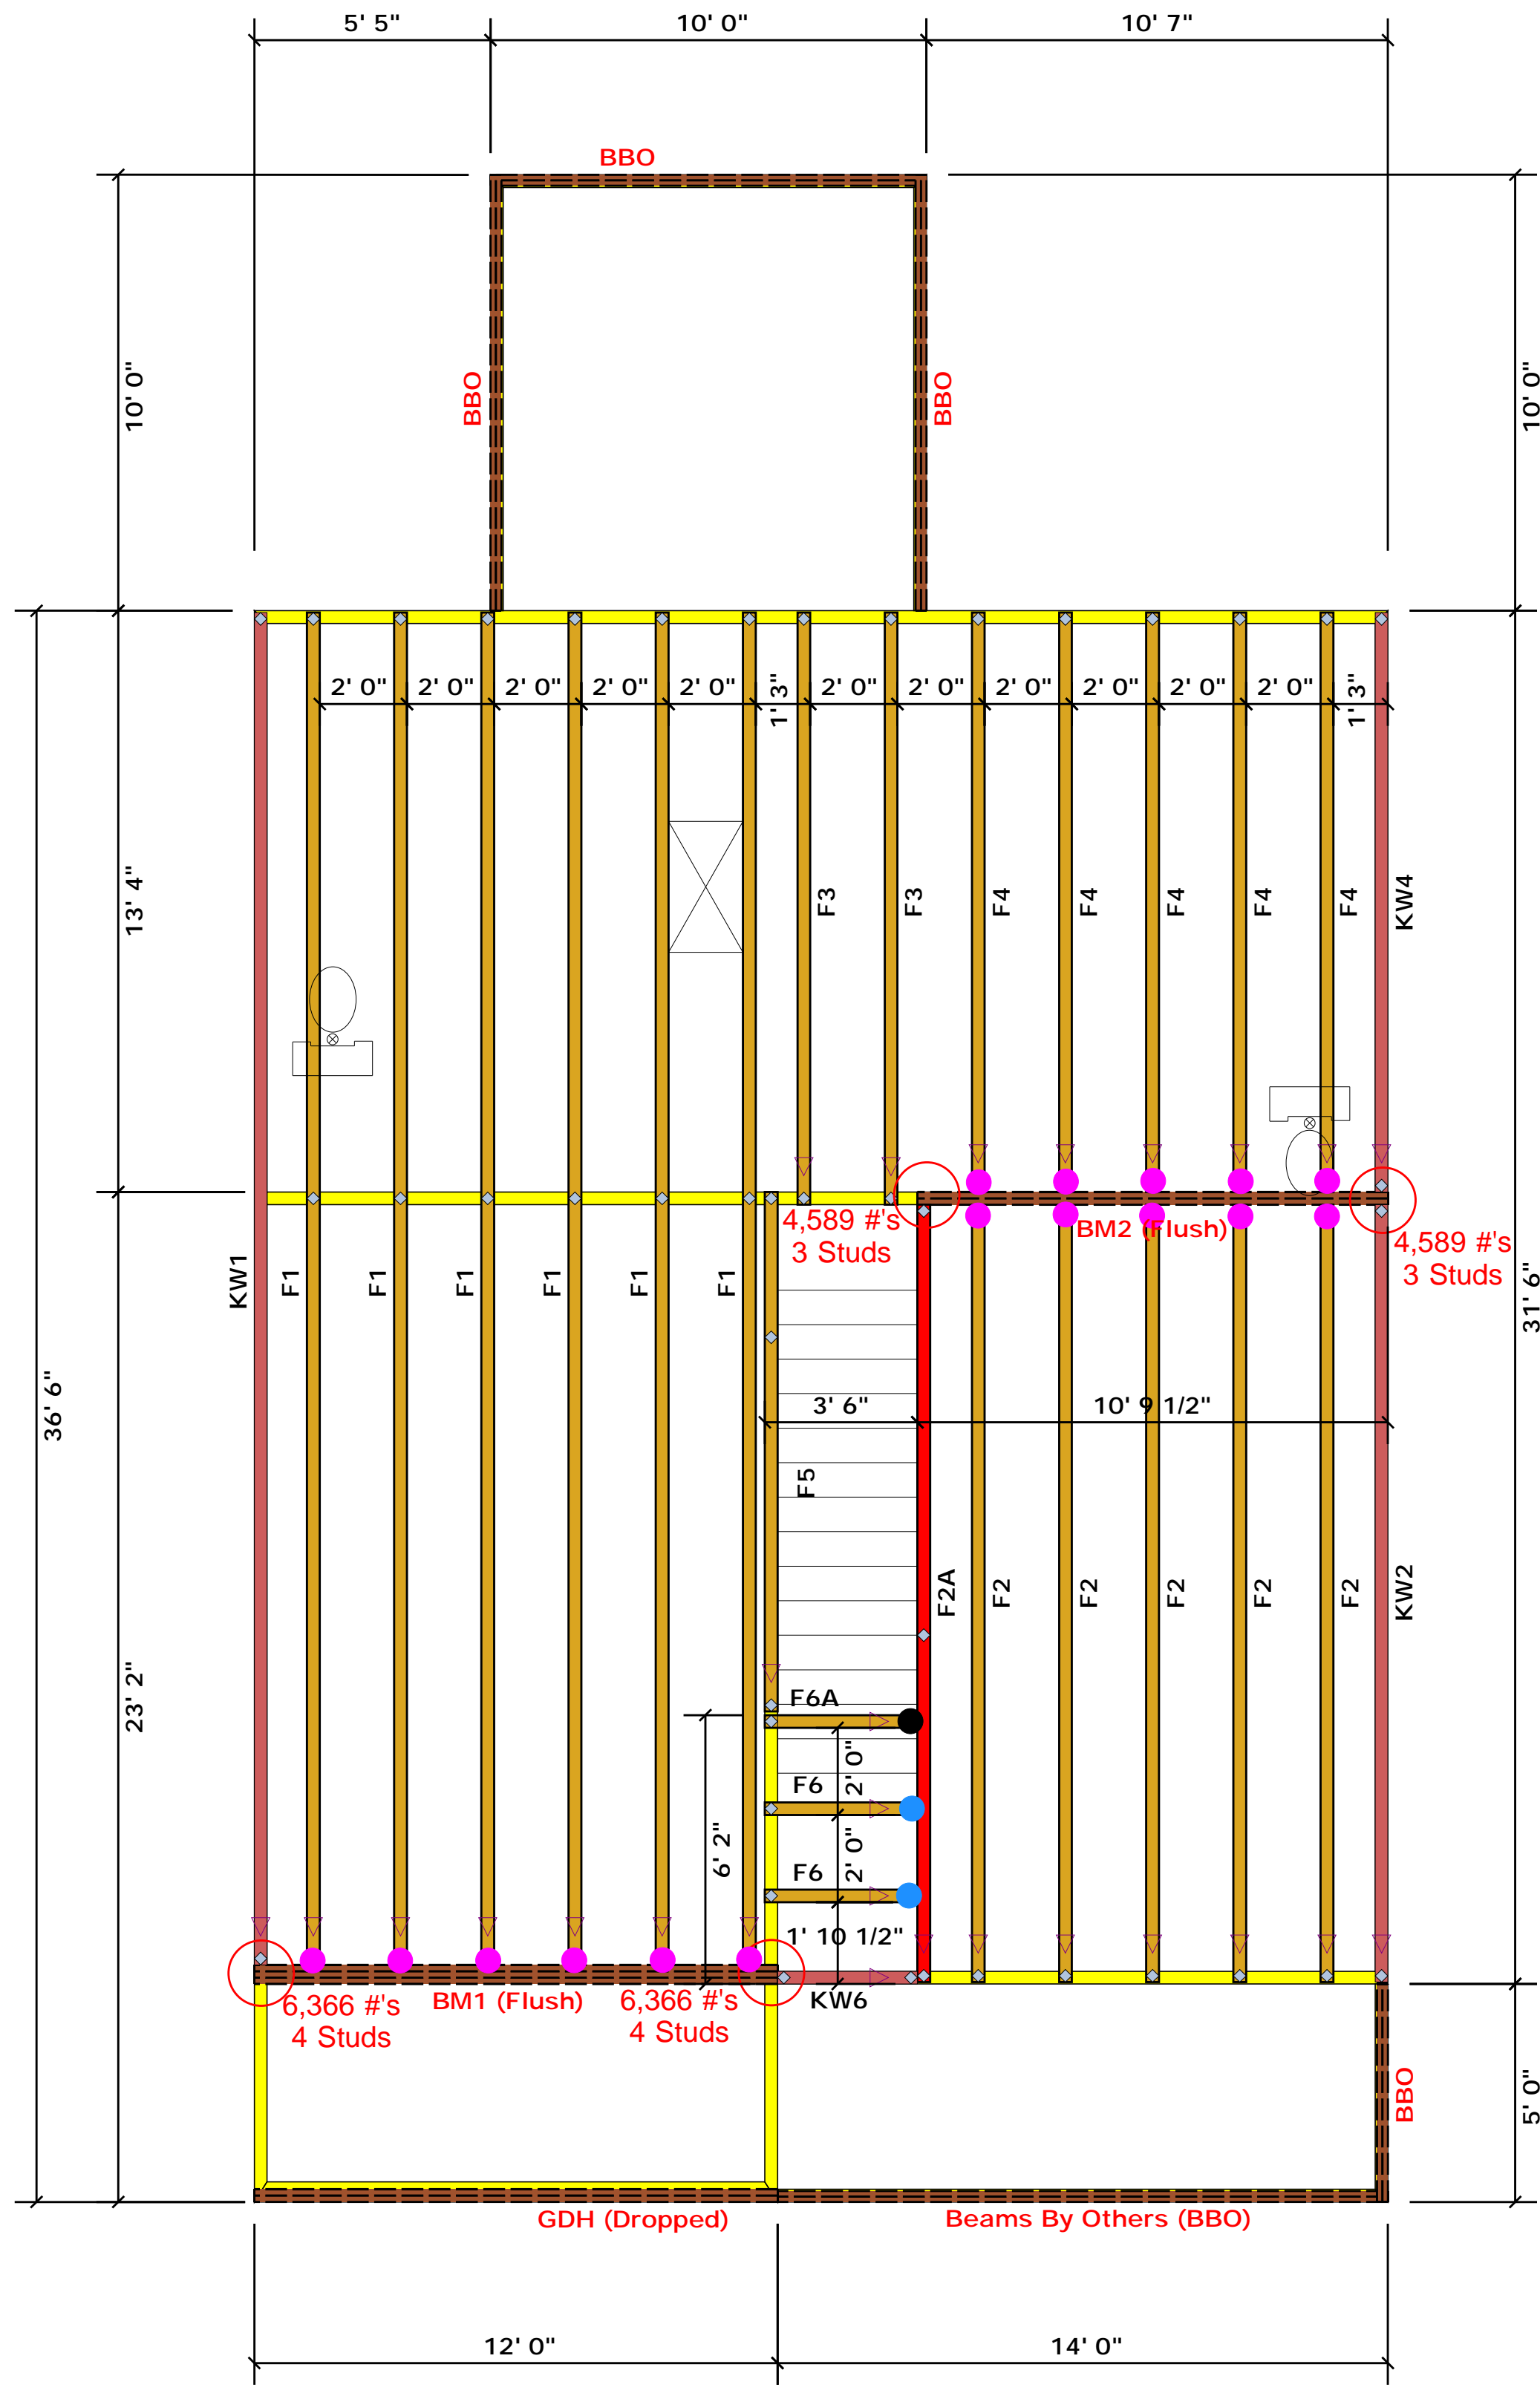 5' 5"
10' 0"
10' 7"
BBO
10' 0"
BBO
BBO
10' 0"
2' 0"
2' 0"
2' 0"
2' 0"
2' 0"
1' 3"
2' 0"
2' 0"
2' 0"
2' 0"
2' 0"
2' 0"
1' 3"
13' 4"
F3
F3
F4
F4
F4
F4
F4
KW4
4,589 #'s
3 Studs
BM2 (Flush)
4,589 #'s
3 Studs
KW1
F1
F1
F1
F1
F1
F1
31' 6"
36' 6"
3' 6"
10' 9 1/2"
F5
F2A
F2
F2
F2
F2
F2
KW2
23' 2"
F6A
2' 0"
F6
6' 2"
2' 0"
F6
1' 10 1/2"
6,366 #'s
4 Studs
BM1 (Flush)
6,366 #'s
4 Studs
KW6
BBO
5' 0"
GDH (Dropped)
Beams By Others (BBO)
12' 0"
14' 0"